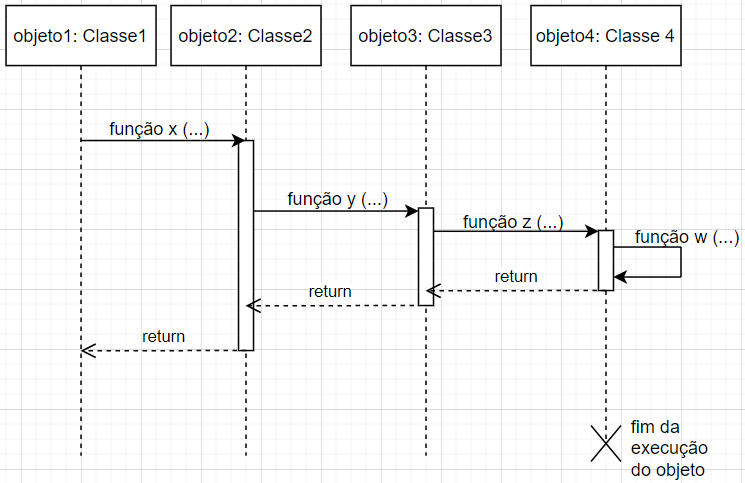 objeto1: Classe1
objeto2: Classe2
objeto3: Classe3
objeto4: Classe 4
função x (...)
função y (...)
função z (...)
função w (...)
return
return
return
fim da
execução
do objeto